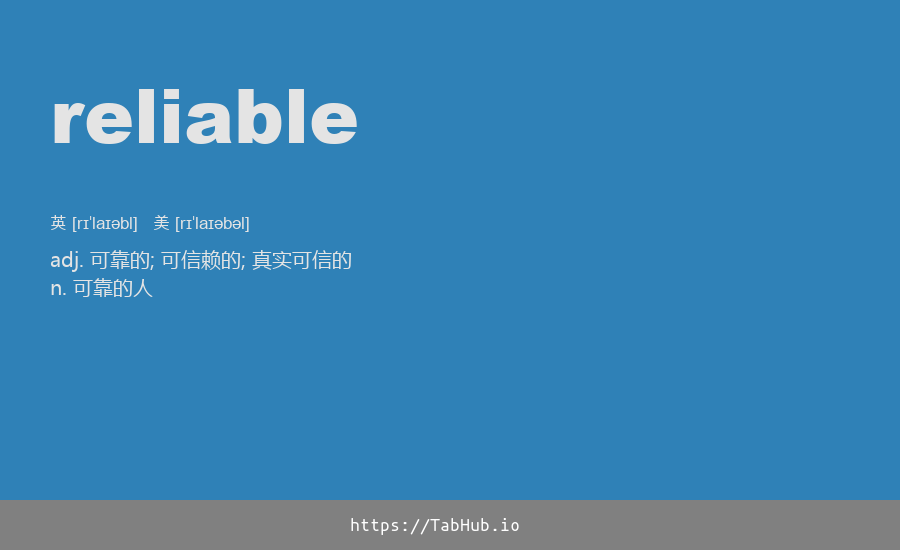 reliable
英 [rɪˈlaɪəbl] 美 [rɪˈlaɪəbəl]
adj. 可靠的; 可信赖的; 真实可信的
n. 可靠的人
https://TabHub.io